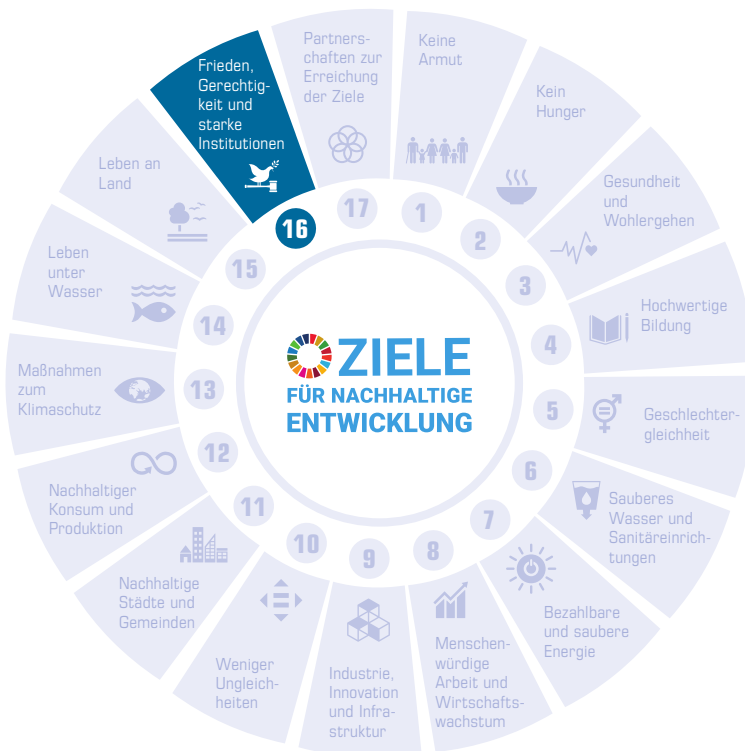 Keine
Armut
1
Kein
Hunger
2
Gesundheit
und
Wohlergehen
3
Hochwertige
Bildung
4
Geschlechter-
gleichheit
5
Sauberes
Wasser und
Sanitäreinrich-
tungen
6
Bezahlbare
und saubere
Energie
7
Menschen-
würdige
Arbeit und
Wirtschafts-
wachstum
8
Industrie,
Innovation
und Infra-
struktur
9
Weniger
Ungleich-
heiten
10
Nachhaltige
Städte und
Gemeinden
11
Nachhaltiger
Konsum und
Produktion
12
Maßnahmen
zum
Klimaschutz
13
Leben
unter
Wasser
14
Leben an
Land
15
Frieden,
Gerechtig-
keit und
starke
Institutionen
16
Partners-
chaften zur
Erreichung
der Ziele
17
ZIELE
FÜR NACHHALTIGE
ENTWICKLUNG